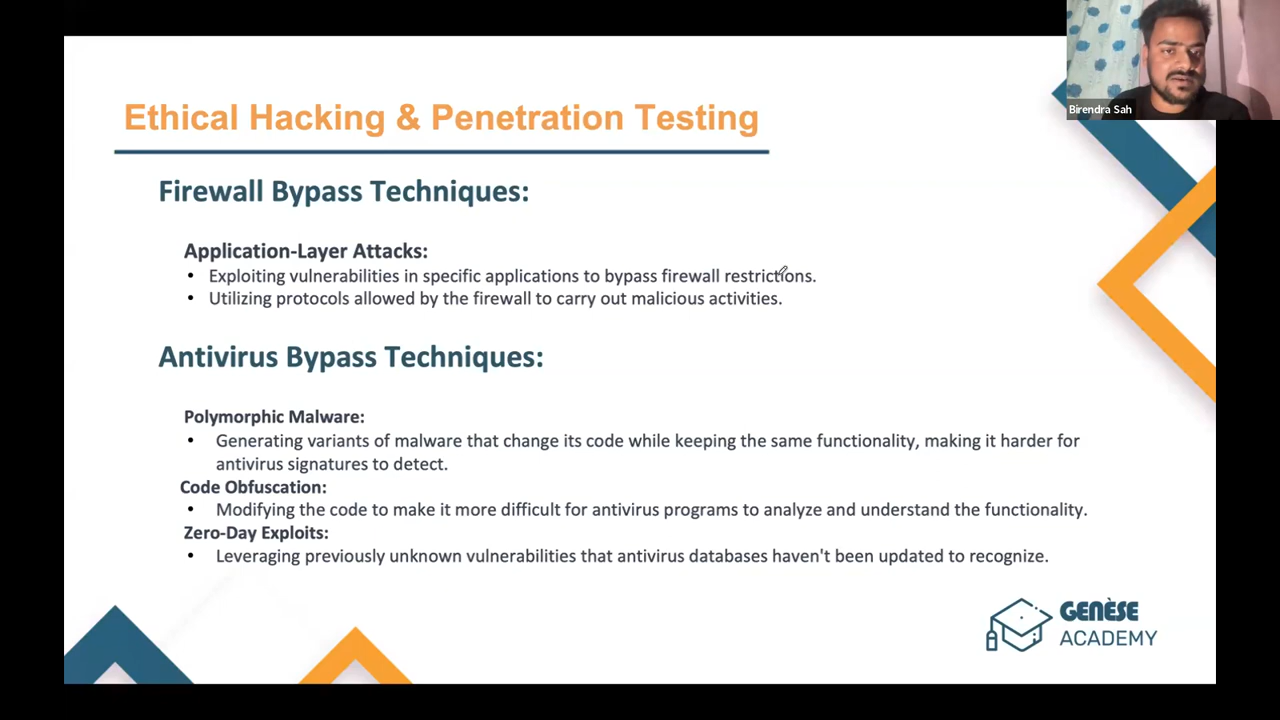 Birendra Sah
Ethical Hacking & Penetration Testing
Firewall Bypass Techniques:
Application-Layer Attacks:
• Exploiting vulnerabilities in specific applications to bypass firewall restrictions.
• Utilizing protocols allowed by the firewall to carry out malicious activities.
Antivirus Bypass Techniques:
Polymorphic Malware:
• Generating variants of malware that change its code while keeping the same functionality, making it harder for
antivirus signatures to detect.
Code Obfuscation:
• Modifying the code to make it more difficult for antivirus programs to analyze and understand the functionality.
Zero-Day Exploits:
• Leveraging previously unknown vulnerabilities that antivirus databases haven't been updated to recognize.
GENÈSE
ACADEMY